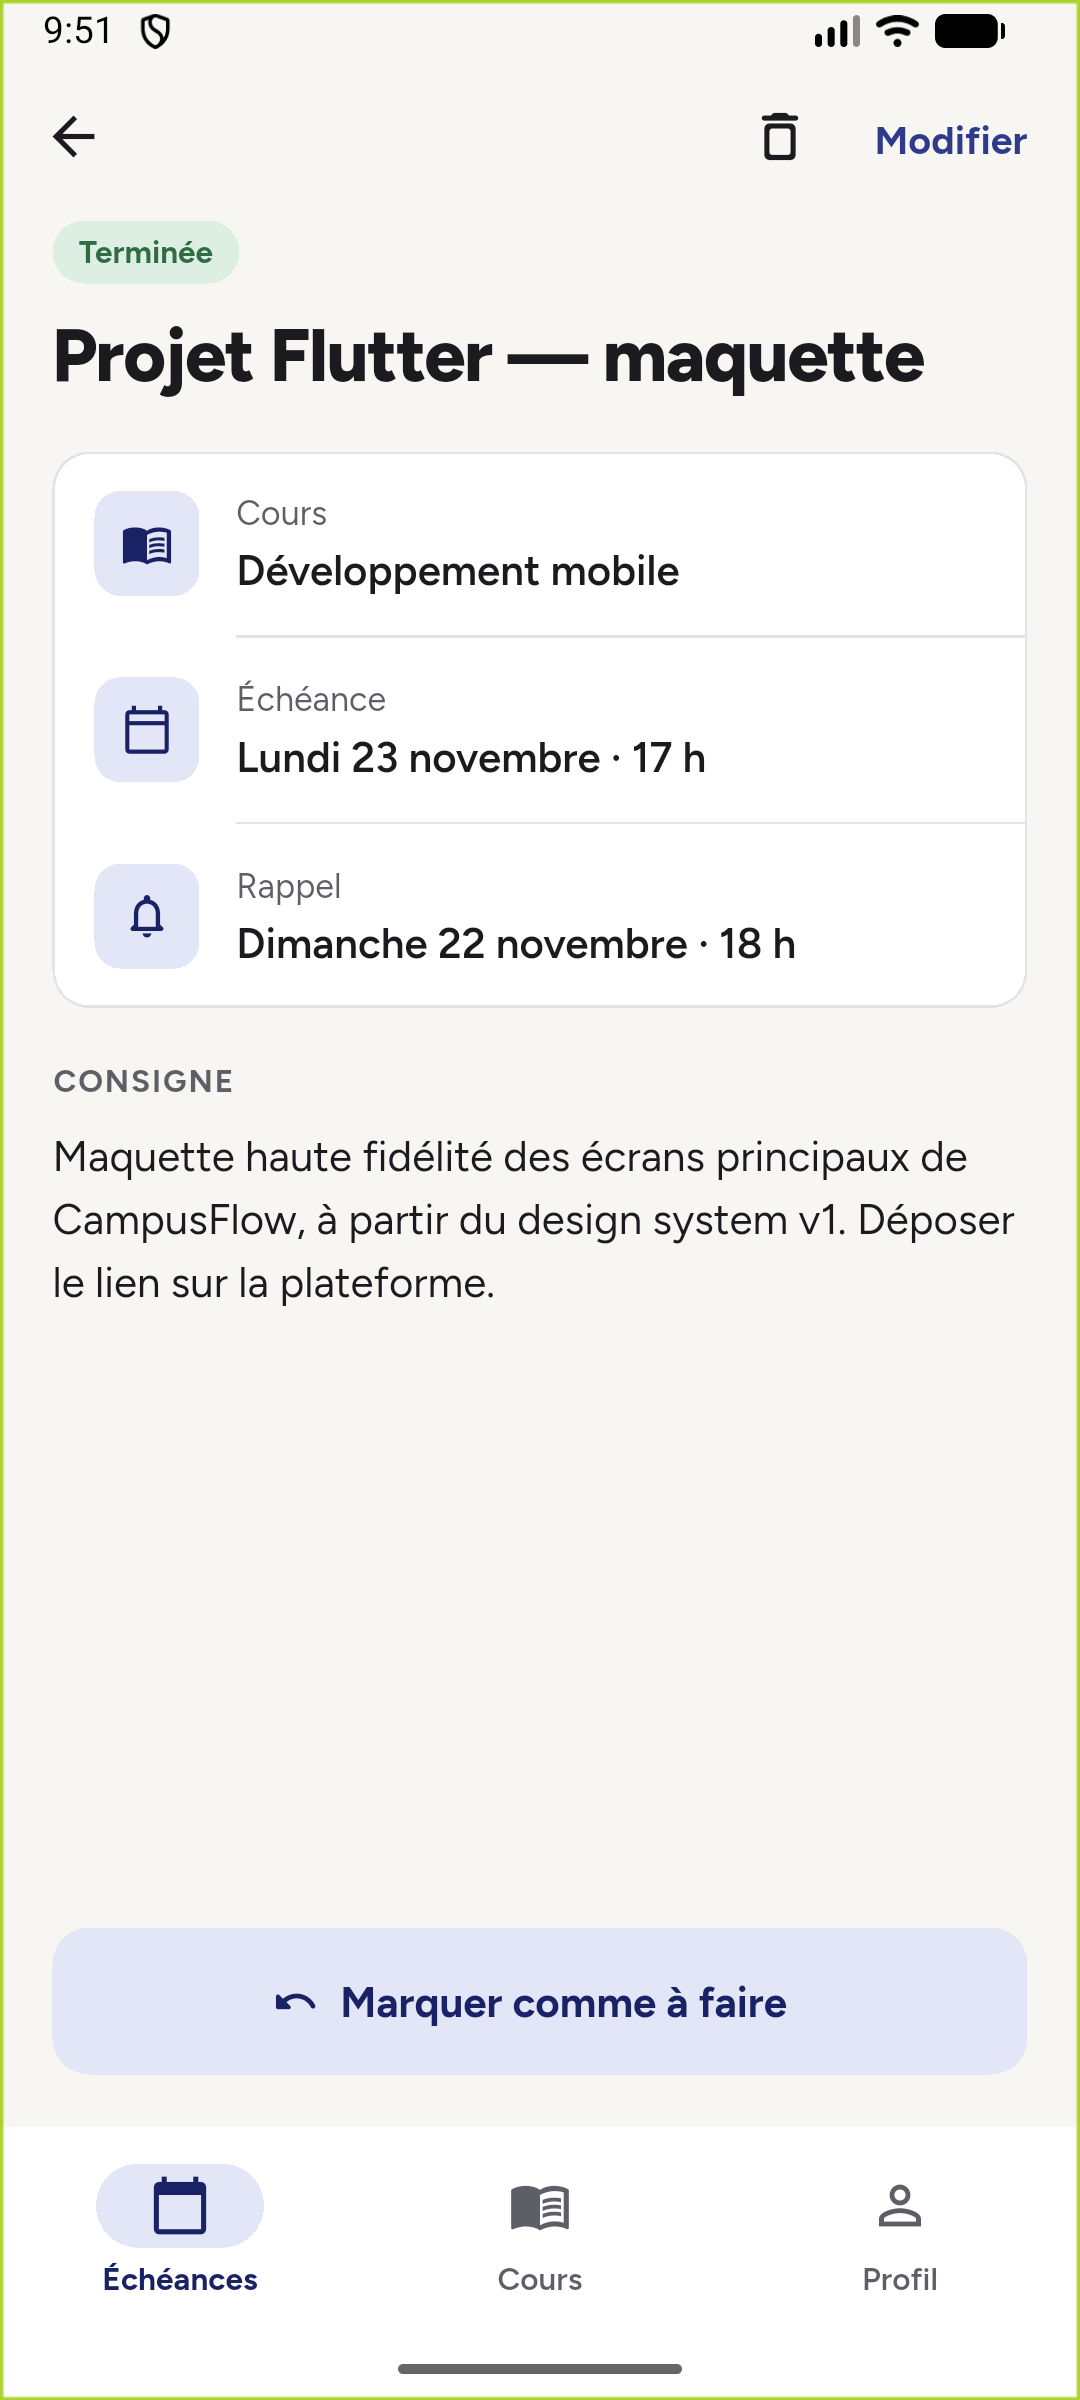 9:51
Modifier
Terminée
Projet Flutter — maquette
Cours
Développement mobile
Échéance
Lundi 23 novembre · 17 h
Rappel
Dimanche 22 novembre · 18 h
CONSIGNE
Maquette haute fidélité des écrans principaux de
CampusFlow, à partir du design system v1. Déposer
le lien sur la plateforme.
Marquer comme à faire
Échéances
Cours
Profil